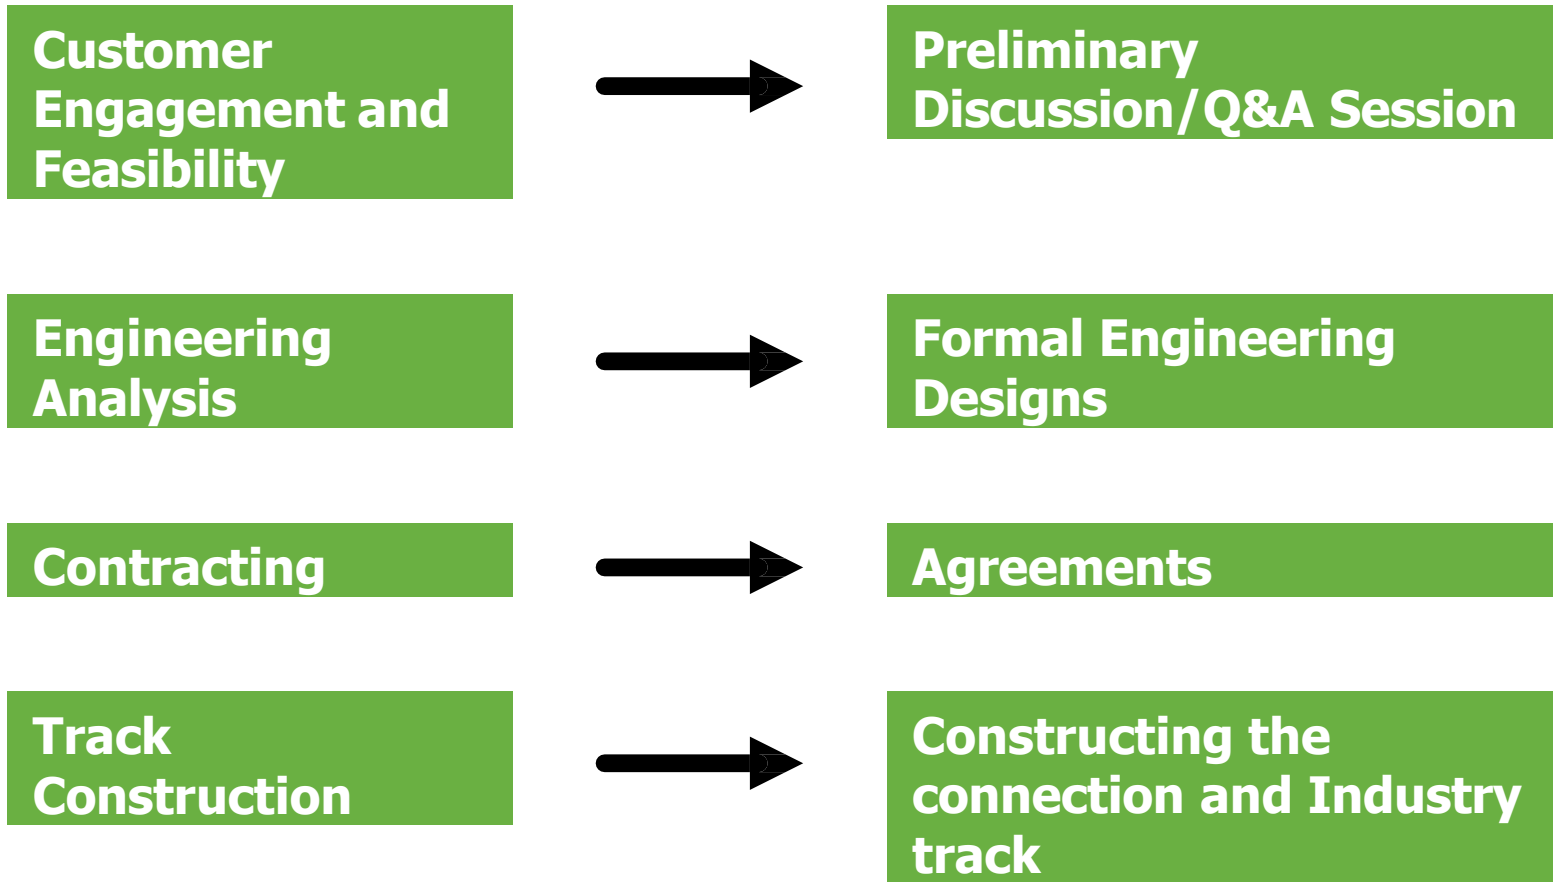 Customer
Engagement and
Feasibility
Preliminary
Discussion/Q&A Session
Engineering
Analysis
Formal Engineering
Designs
Contracting
Agreements
Track
Construction
Constructing the
connection and Industry
track